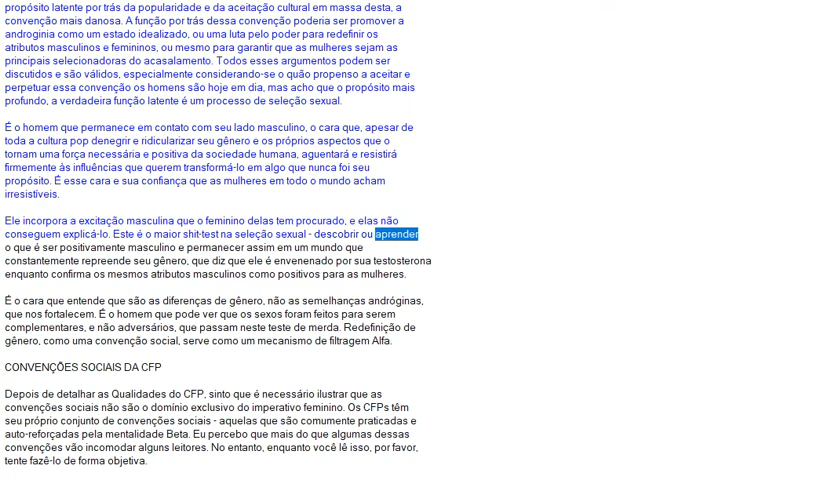 propósito latente por trás da popularidade e da aceitação cultural em massa desta, a
convenção mais danosa. A função por trás dessa convenção poderia ser promover a
androginia como um estado idealizado, ou uma luta pelo poder para redefinir os
atributos masculinos e femininos, ou mesmo para garantir que as mulheres sejam as
principais selecionadoras do acasalamento. Todos esses argumentos podem ser
discutidos e são válidos, especialmente considerando-se o quão propenso a aceitar e
perpetuar essa convenção os homens são hoje em dia, mas acho que o propósito mais
profundo, a verdadeira função latente é um processo de seleção sexual.

É o homem que permanece em contato com seu lado masculino, o cara que, apesar de
toda a cultura pop denegrir e ridicularizar seu gênero e os próprios aspectos que o
tornam uma força necessária e positiva da sociedade humana, aguentará e resistirá
firmemente às influências que querem transformá-lo em algo que nunca foi seu
propósito. É esse cara e sua confiança que as mulheres em todo o mundo acham
irresistíveis.

Ele incorpora a excitação masculina que o feminino delas tem procurado, e elas não
conseguem explicá-lo. Este é o maior shit-test na seleção sexual - descobrir ou aprender
o que é ser positivamente masculino e permanecer assim em um mundo que
constantemente repreende seu gênero, que diz que ele é envenenado por sua testosterona
enquanto confirma os mesmos atributos masculinos como positivos para as mulheres.

É o cara que entende que são as diferenças de gênero, não as semelhanças andróginas,
que nos fortalecem. É o homem que pode ver que os sexos foram feitos para serem
complementares, e não adversários, que passam neste teste de merda. Redefinição de
gênero, como uma convenção social, serve como um mecanismo de filtragem Alfa.

CONVENÇÕES SOCIAIS DA CFP

Depois de detalhar as Qualidades do CFP, sinto que é necessário ilustrar que as
convenções sociais não são o domínio exclusivo do imperativo feminino. Os CFPs têm
seu próprio conjunto de convenções sociais - aquelas que são comumente praticadas e
auto-reforçadas pela mentalidade Beta. Eu percebo que mais do que algumas dessas
convenções vão incomodar alguns leitores. No entanto, enquanto você lê isso, por favor,
tente fazê-lo de forma objetiva.